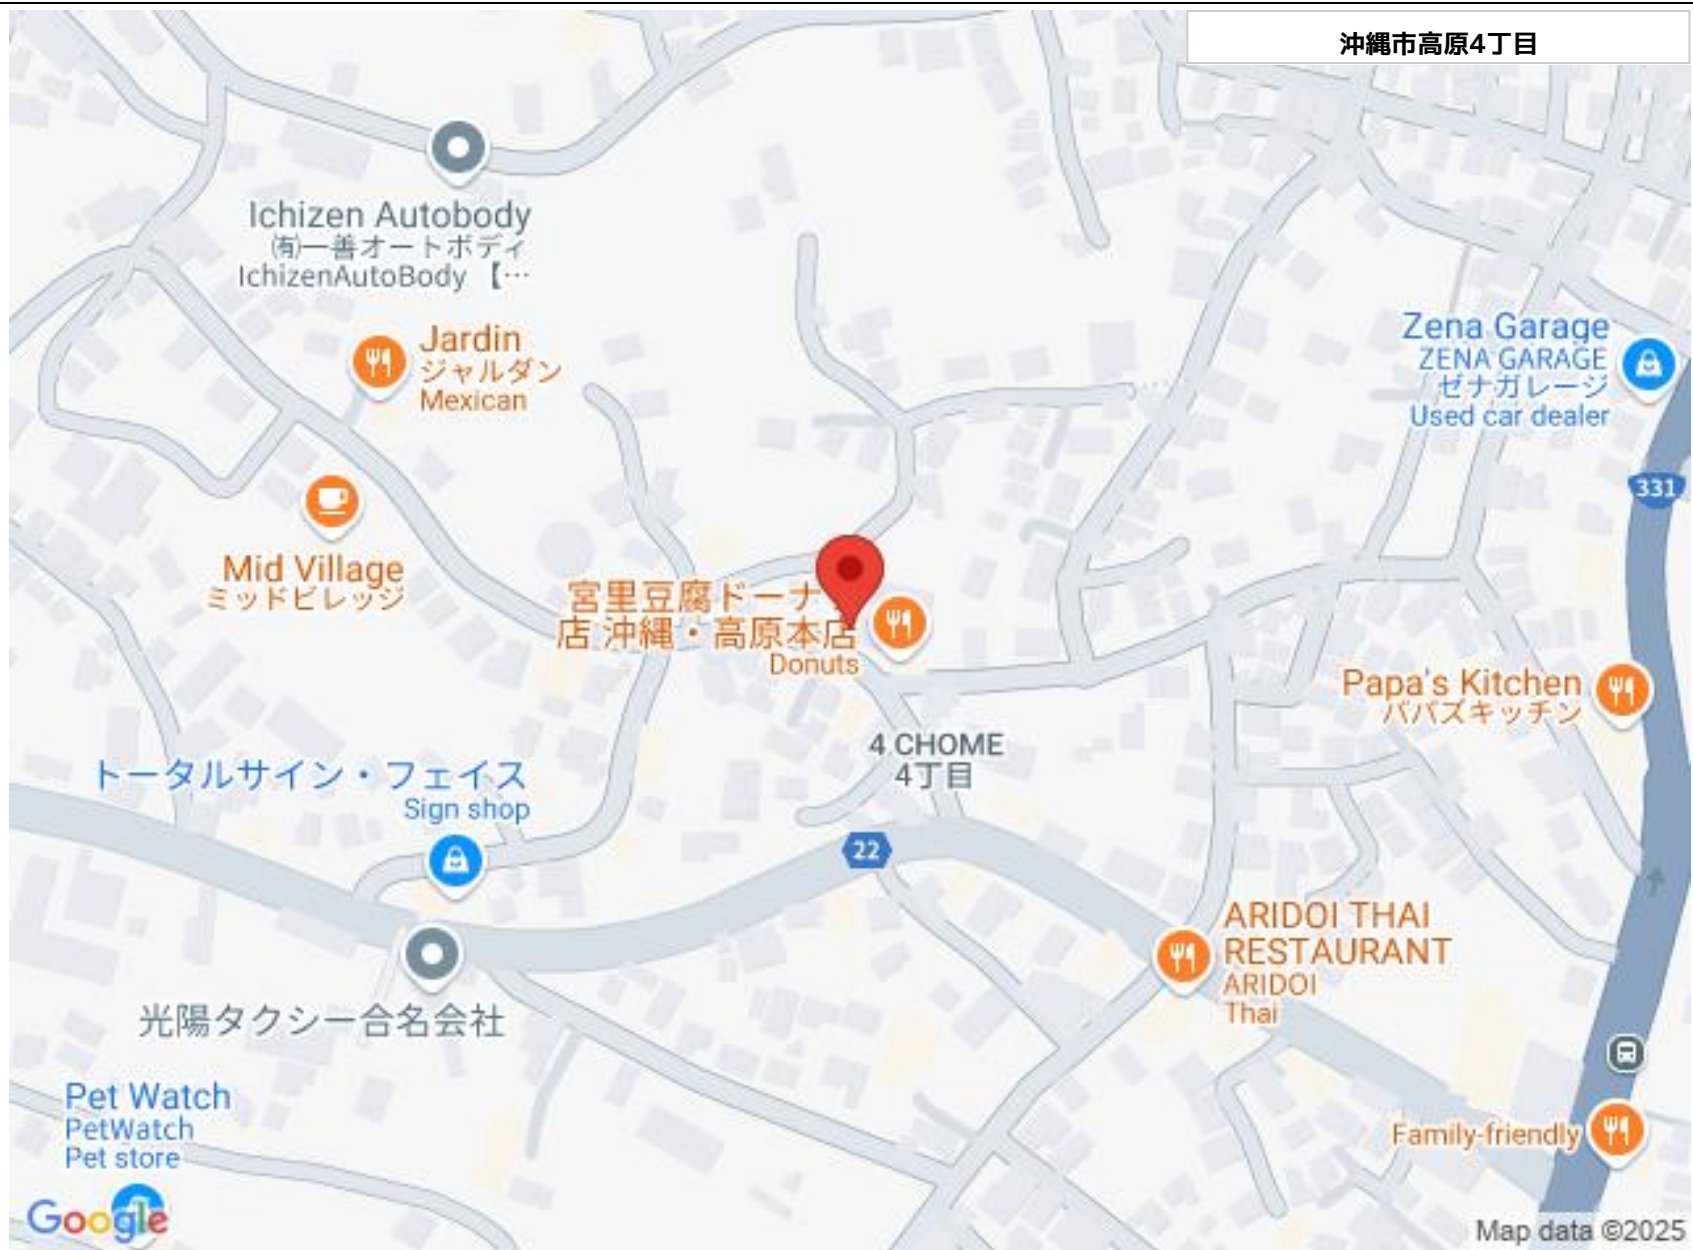 沖縄市高原4丁目
Ichizen Autobody
㈲一善オートボディ
IchizenAutoBody 【…
Jardin
ジャルダン
Mexican
Zena Garage
ZENA GARAGE
ゼナガレージ
Used car dealer
331
Mid Village
ミッドビレッジ
宮里豆腐ドーナ
店 沖縄・高原本店
Donuts
Papa's Kitchen
パパズキッチン
4 CHOME
4丁目
トータルサイン・フェイス
Sign shop
22
ARIDOI THAI
RESTAURANT
ARIDOI
Thai
光陽タクシー合名会社
Pet Watch
PetWatch
Pet store
Family-friendly
Google
Map data ©2025